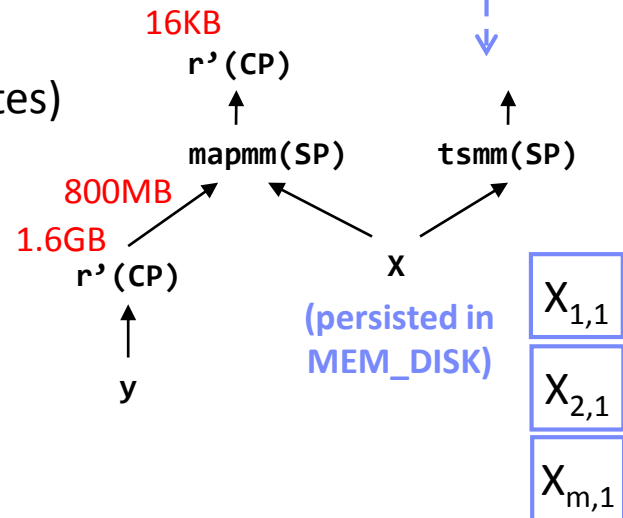 16KB
r’(CP)
tes)
mapmm(SP) tsmm(SP)
800MB
1.6GB
r’(CP)
X
(persisted in
MEM_DISK)
y
X1,1
X2,1
Xm,1